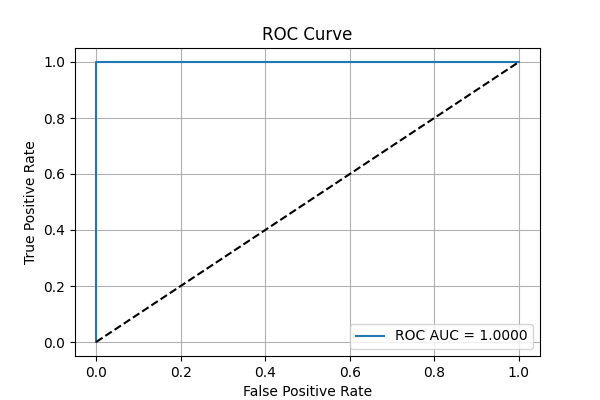 ROC Curve
1.0
0.8
0.6
0.4
0.2
0.0
True Positive Rate
ROC AUC = 1.0000
0.0 0.2 0.4 0.6 0.8 1.0
False Positive Rate